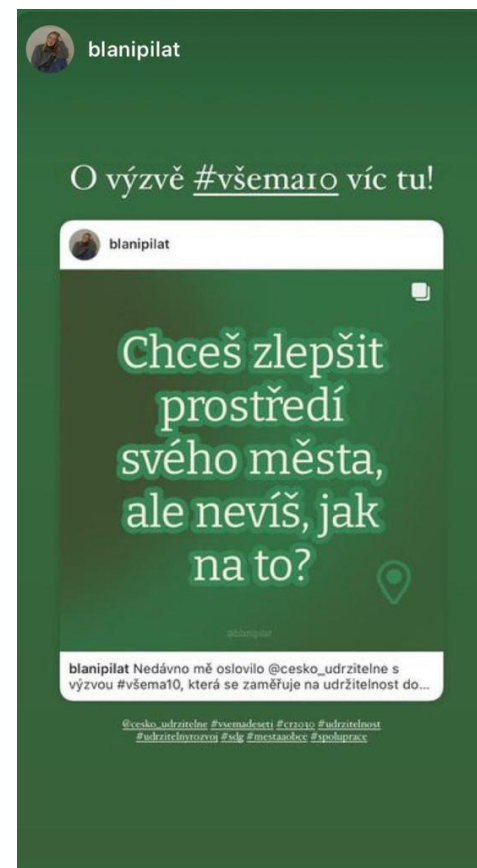 blanipilat
O výzvě #všema10 víc tu!
blanipilat
Chceš zlepšit
prostředí
svého města,
ale nevíš, jak
na to?
@blanipilat
blanipilat Nedávno mě oslovilo @cesko_udrzitelne s
výzvou #všema10, která se zaměřuje na udržitelnost do...
@cesko_udrzitelne #vsemadeseti #cr2030 #udrzitelnost
#udrzitelnyrozvoj #sdg #mestaaobce #spoluprace